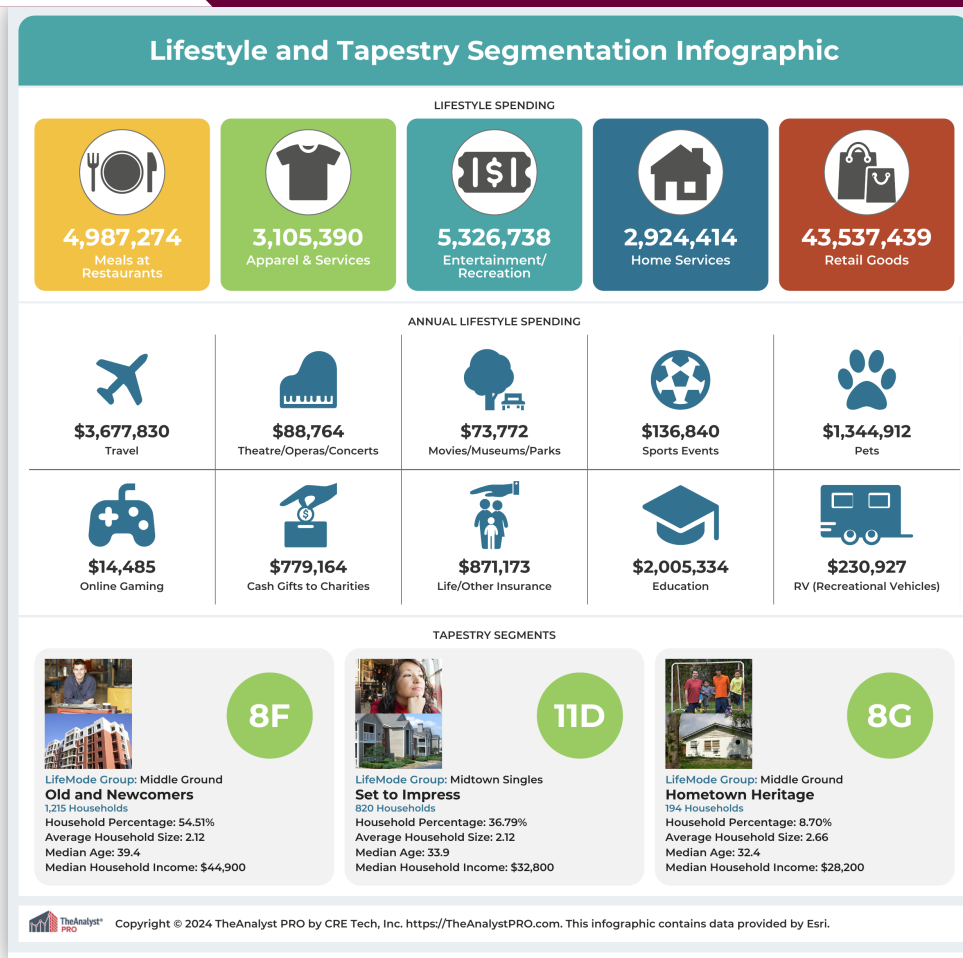 Lifestyle and Tapestry Segmentation Infographic
LIFESTYLE SPENDING
4,987,274
Meals at
Restaurants
3,105,390
Apparel & Services
5,326,738
Entertainment/
Recreation
2,924,414
Home Services
43,537,439
Retail Goods
ANNUAL LIFESTYLE SPENDING
$3,677,830
Travel
$88,764
Theatre/Operas/Concerts
$73,772
Movies/Museums/Parks
$136,840
Sports Events
$1,344,912
Pets
$14,485
Online Gaming
$779,164
Cash Gifts to Charities
$871,173
Life/Other Insurance
$2,005,334
Education
$230,927
RV (Recreational Vehicles)
TAPESTRY SEGMENTS
8F
LifeMode Group: Middle Ground
Old and Newcomers
1,215 Households
Household Percentage: 54.51%
Average Household Size: 2.12
Median Age: 39.4
Median Household Income: $44,900
11D
LifeMode Group: Midtown Singles
Set to Impress
820 Households
Household Percentage: 36.79%
Average Household Size: 2.12
Median Age: 33.9
Median Household Income: $32,800
8G
LifeMode Group: Middle Ground
Hometown Heritage
194 Households
Household Percentage: 8.70%
Average Household Size: 2.66
Median Age: 32.4
Median Household Income: $28,200
TheAnalyst®
PRO
Copyright © 2024 TheAnalyst PRO by CRE Tech, Inc. https://TheAnalystPRO.com. This infographic contains data provided by Esri.